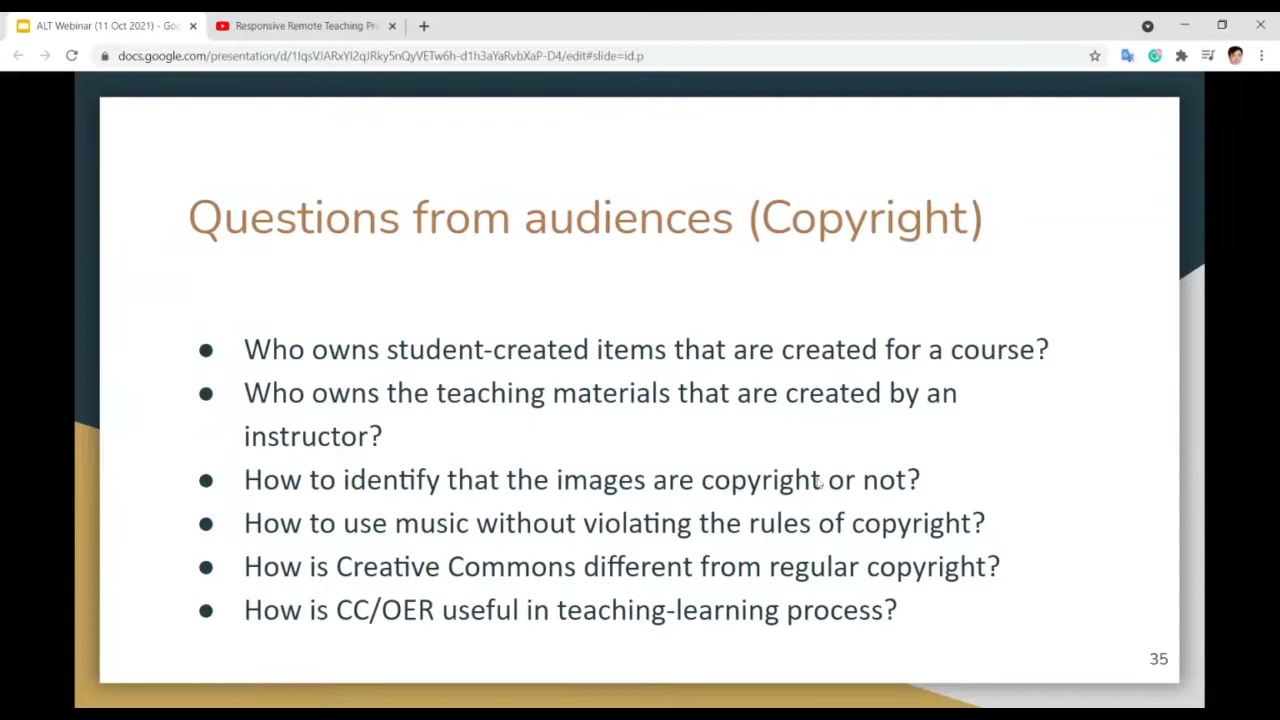 ALT Webinar (11 Oct 2021) - Goo
Responsive Remote Teaching Pr
docs.google.com/presentation/d/1IqsVJARxYl2qJRky5nQyVETw6h-d1h3aYaRvbXaP-D4/edit#slide=id.p
Questions from audiences (Copyright)
● Who owns student-created items that are created for a course?
● Who owns the teaching materials that are created by an
instructor?
● How to identify that the images are copyright or not?
● How to use music without violating the rules of copyright?
● How is Creative Commons different from regular copyright?
● How is CC/OER useful in teaching-learning process?
35